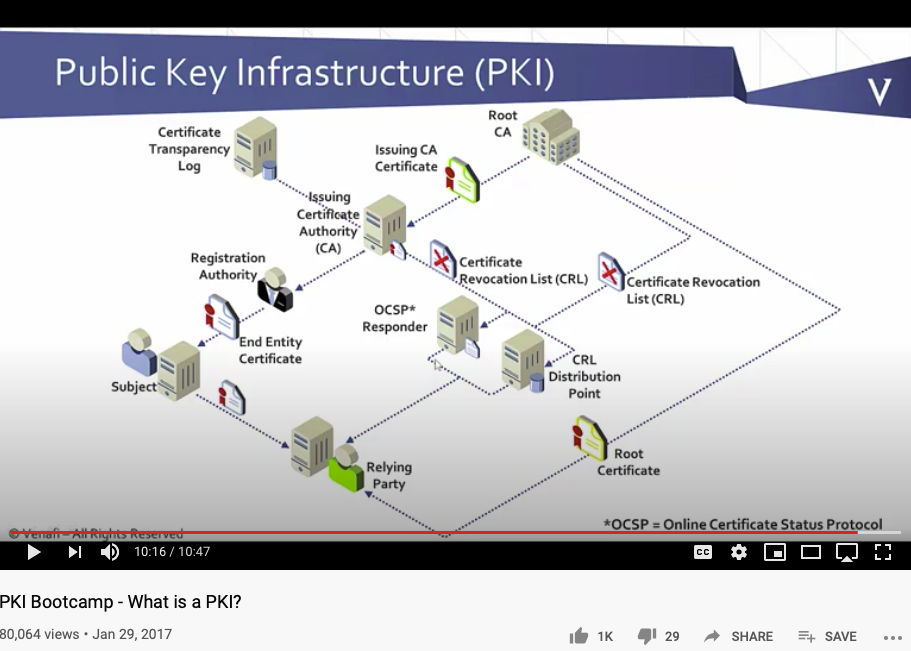 Public Key Infrastructure (PKI)
V
Certificate
Transparency
Log
Root
CA
Issuing CA
Certificate
Issuing
Certificate
Authority
(CA)
Certificate
Revocation List (CRL)
Certificate Revocation
List (CRL)
Registration
Authority
OCSP*
Responder
End Entity
Certificate
CRL
Distribution
Point
Subject
Relying
Party
Root
Certificate
*OCSP = Online Certificate Status Protocol
© Venafi – All Rights Reserved
10:16 / 10:47
CC
PKI Bootcamp - What is a PKI?
80,064 views • Jan 29, 2017
1K
29
SHARE
SAVE